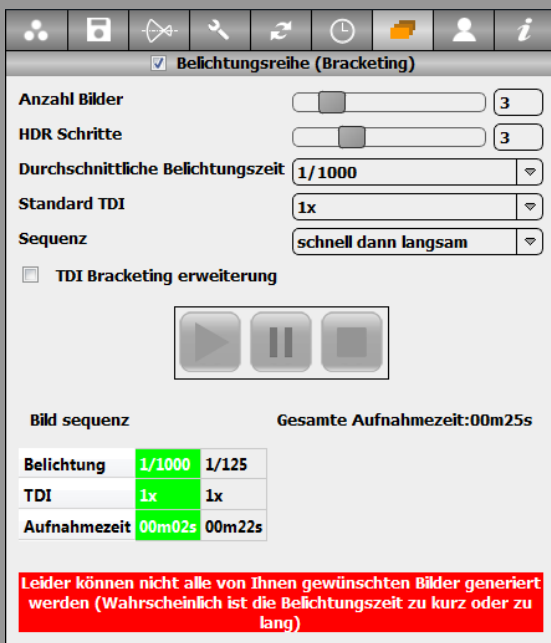 Belichtungsreihe (Bracketing)
Anzahl Bilder 3
HDR Schritte 3
Durchschnittliche Belichtungszeit 1/1000
Standard TDI 1x
Sequenz schnell dann langsam
TDI Bracketing erweiterung
Bild sequenz Gesamte Aufnahmezeit:00m25s
Belichtung 1/1000 1/125
TDI 1x 1x
Aufnahmezeit 00m02s 00m22s
Leider können nicht alle von Ihnen gewünschten Bilder generiert
werden (Wahrscheinlich ist die Belichtungszeit zu kurz oder zu
lang)